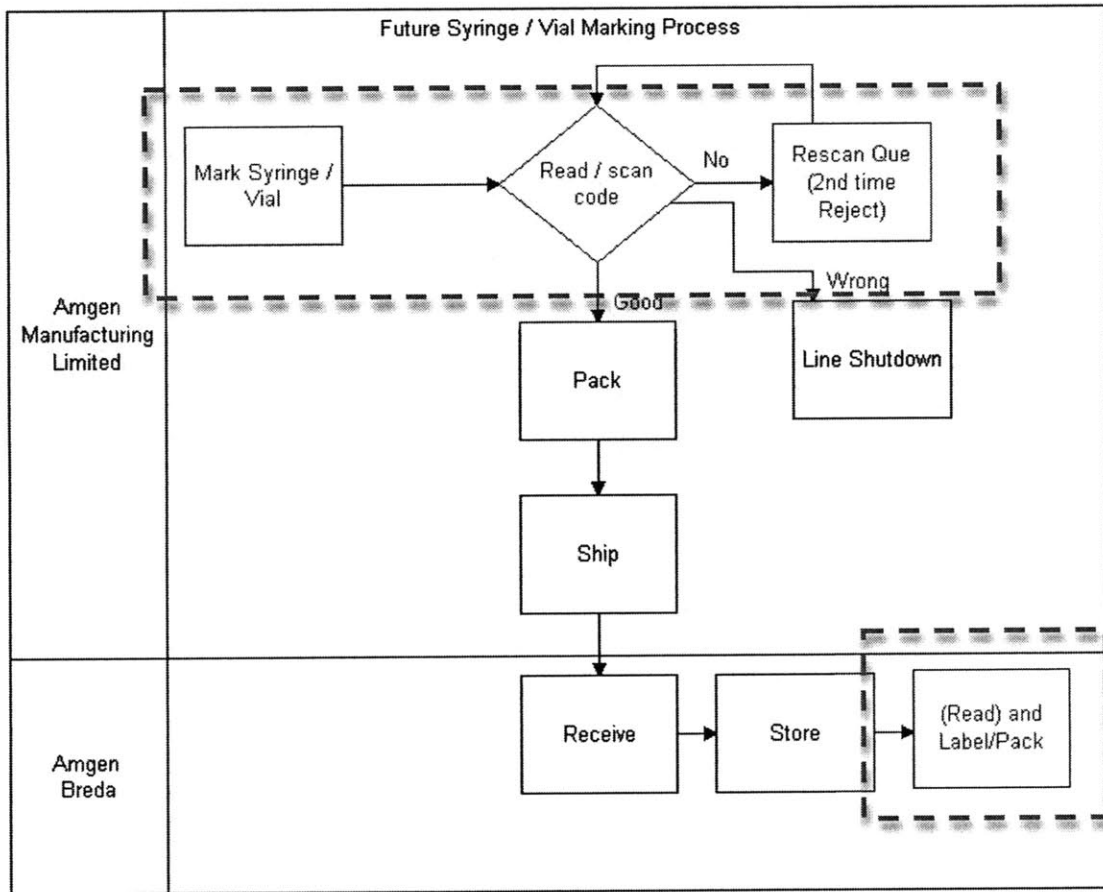 Future Syringe / Vial Marking Process
Mark Syringe /
Vial
Read / scan
code
No
Rescan Que
(2nd time
Reject)
Wrong
Good
Amgen
Manufacturing
Limited
Pack
Line Shutdown
Ship
Amgen
Breda
Receive
Store
(Read) and
Label/Pack